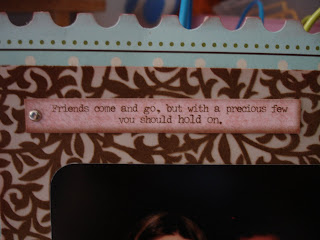 Friends come and go, but with a precious few
you should hold on.